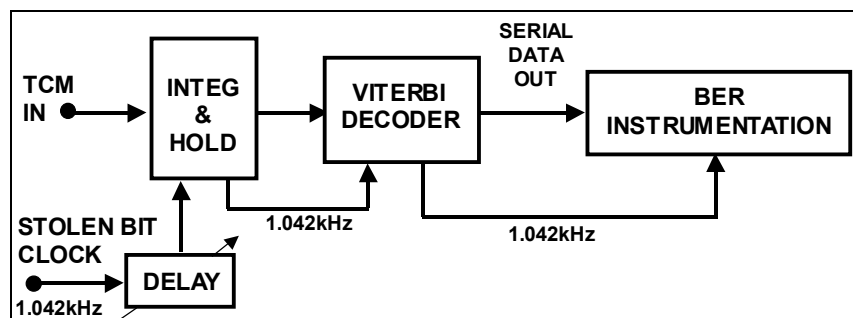 TCM
IN
INTEG
&
HOLD
VITERBI
DECODER
SERIAL
DATA
OUT
BER
INSTRUMENTATION
1.042kHz
1.042kHz
STOLEN BIT
CLOCK
1.042kHz
DELAY